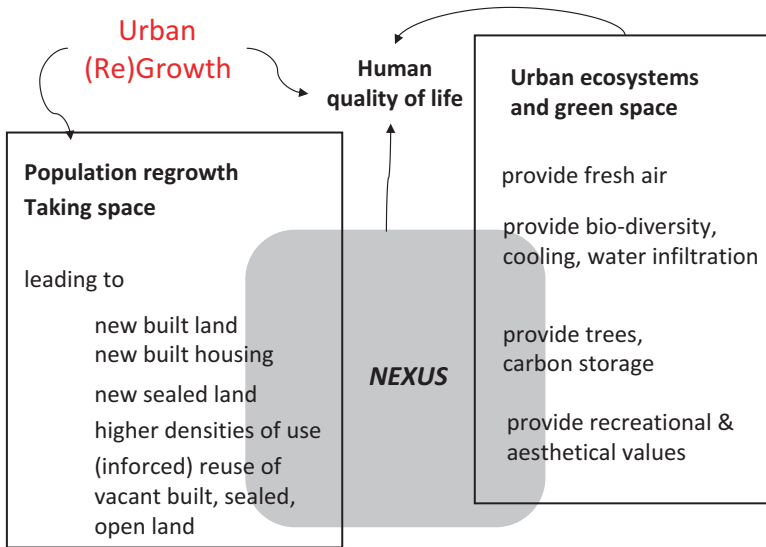 Urban
(Re)Growth
Human
quality of life
Urban ecosystems
and green space
Population regrowth
Taking space
leading to
new built land
new built housing
new sealed land
higher densities of use
(inforced) reuse of
vacant built, sealed,
open land
NEXUS
provide fresh air
provide bio-diversity,
cooling, water infiltration
provide trees,
carbon storage
provide recreational &
aesthetical values